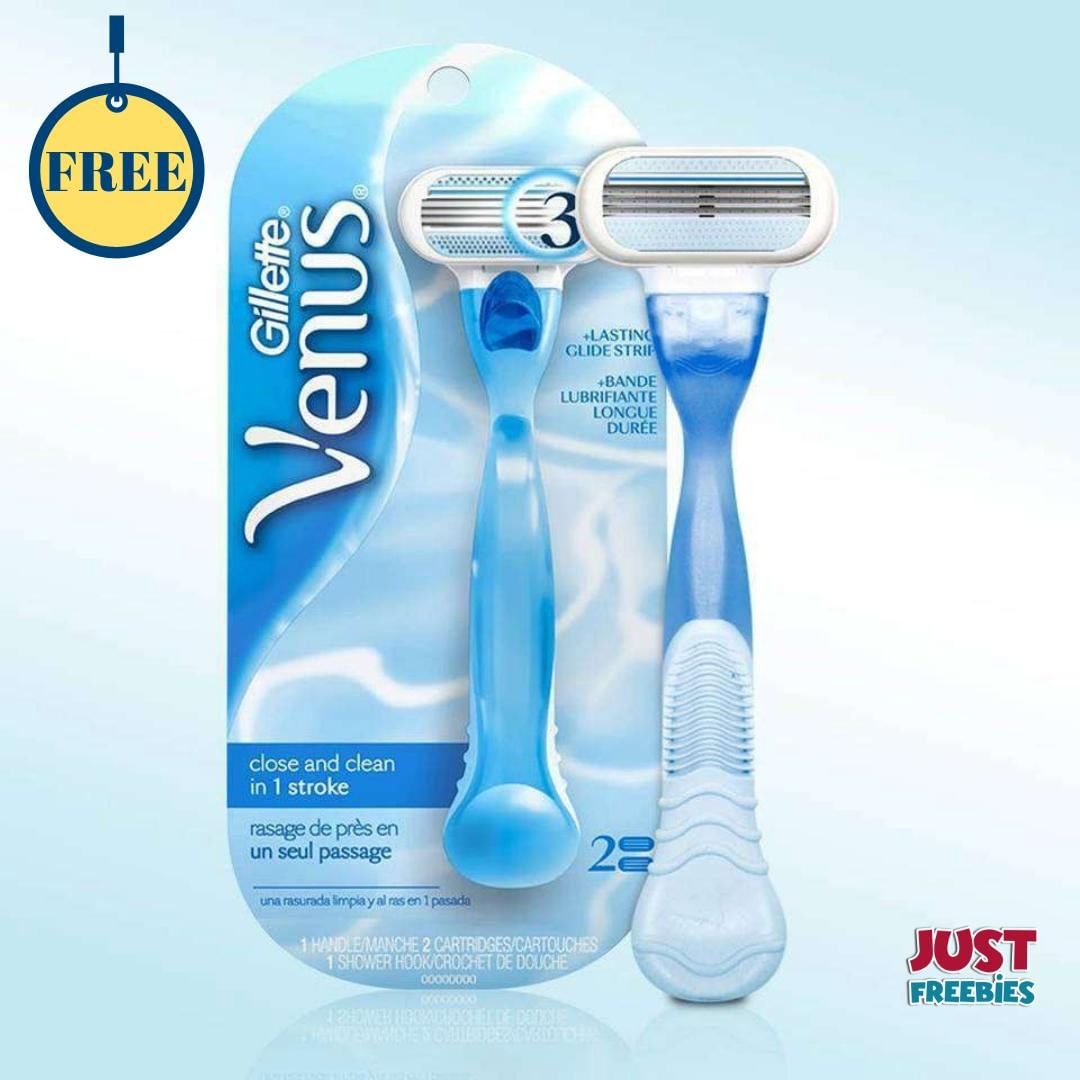 FREE
Gillette®
Venus®
3
+LASTING
GLIDE STRIP
+BANDE
LUBRIFIANTE
LONGUE
DURÉE
close and clean
in 1 stroke
rasage de près en
un seul passage
una rasurada limpia y al ras en 1 pasada
2
1 HANDLE/MANCHE 2 CARTRIDGES/CARTOUCHES
1 SHOWER HOOK/CROCHET DE DOUCHE
00000000
JUST
FREEBiES